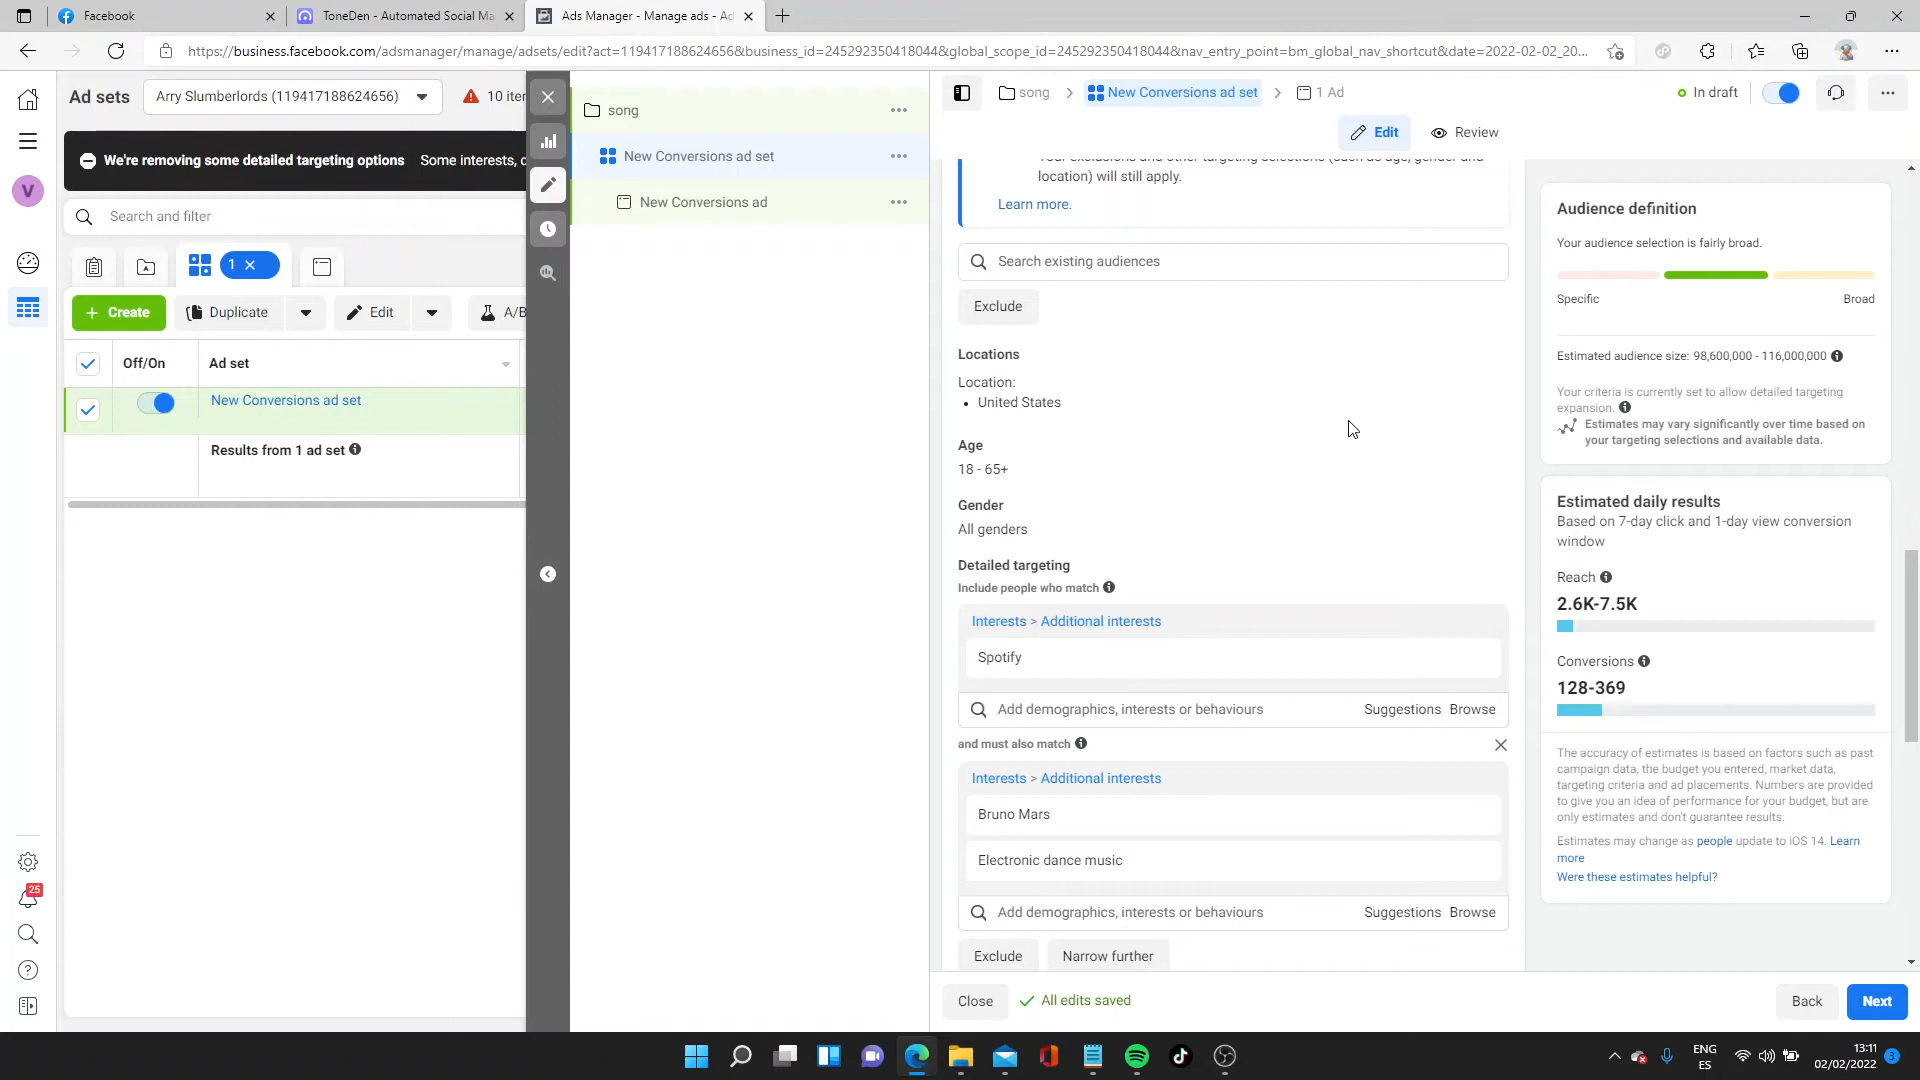 Facebook
ToneDen - Automated Social Ma
Ads Manager - Manage ads - Ad
https://business.facebook.com/adsmanager/manage/adsets/edit?act=119417188624656&business_id=245292350418044&global_scope_id=245292350418044&nav_entry_point=bm_global_nav_shortcut&date=2022-02-02_20...
Ad sets
Arry Slumberlords (119417188624656)
10 iter
V
We're removing some detailed targeting options Some interests, d
Search and filter
1
Create
Duplicate
Edit
A/B
Off/On
Ad set
New Conversions ad set
Results from 1 ad set
25
song
New Conversions ad set
New Conversions ad
song
New Conversions ad set
1 Ad
In draft
Edit
Review
Your exclusions and other targeting selections (such as age, gender and
location) will still apply.
Learn more.
Search existing audiences
Exclude
Locations
Location:
United States
Age
18 - 65+
Gender
All genders
Detailed targeting
Include people who match
Interests > Additional interests
Spotify
Add demographics, interests or behaviours
Suggestions Browse
and must also match
Interests > Additional interests
Bruno Mars
Electronic dance music
Add demographics, interests or behaviours
Suggestions Browse
Exclude
Narrow further
Close
All edits saved
Back
Next
Audience definition
Your audience selection is fairly broad.
Specific
Broad
Estimated audience size: 98,600,000 - 116,000,000
Your criteria is currently set to allow detailed targeting
expansion.
Estimates may vary significantly over time based on
your targeting selections and available data.
Estimated daily results
Based on 7-day click and 1-day view conversion
window
Reach
2.6K-7.5K
Conversions
128-369
The accuracy of estimates is based on factors such as past
campaign data, the budget you entered, market data,
targeting criteria and ad placements. Numbers are provided
to give you an idea of performance for your budget, but are
only estimates and don't guarantee results.
Estimates may change as people update to iOS 14. Learn
more
Were these estimates helpful?
ENG
ES
13:11
02/02/2022
3